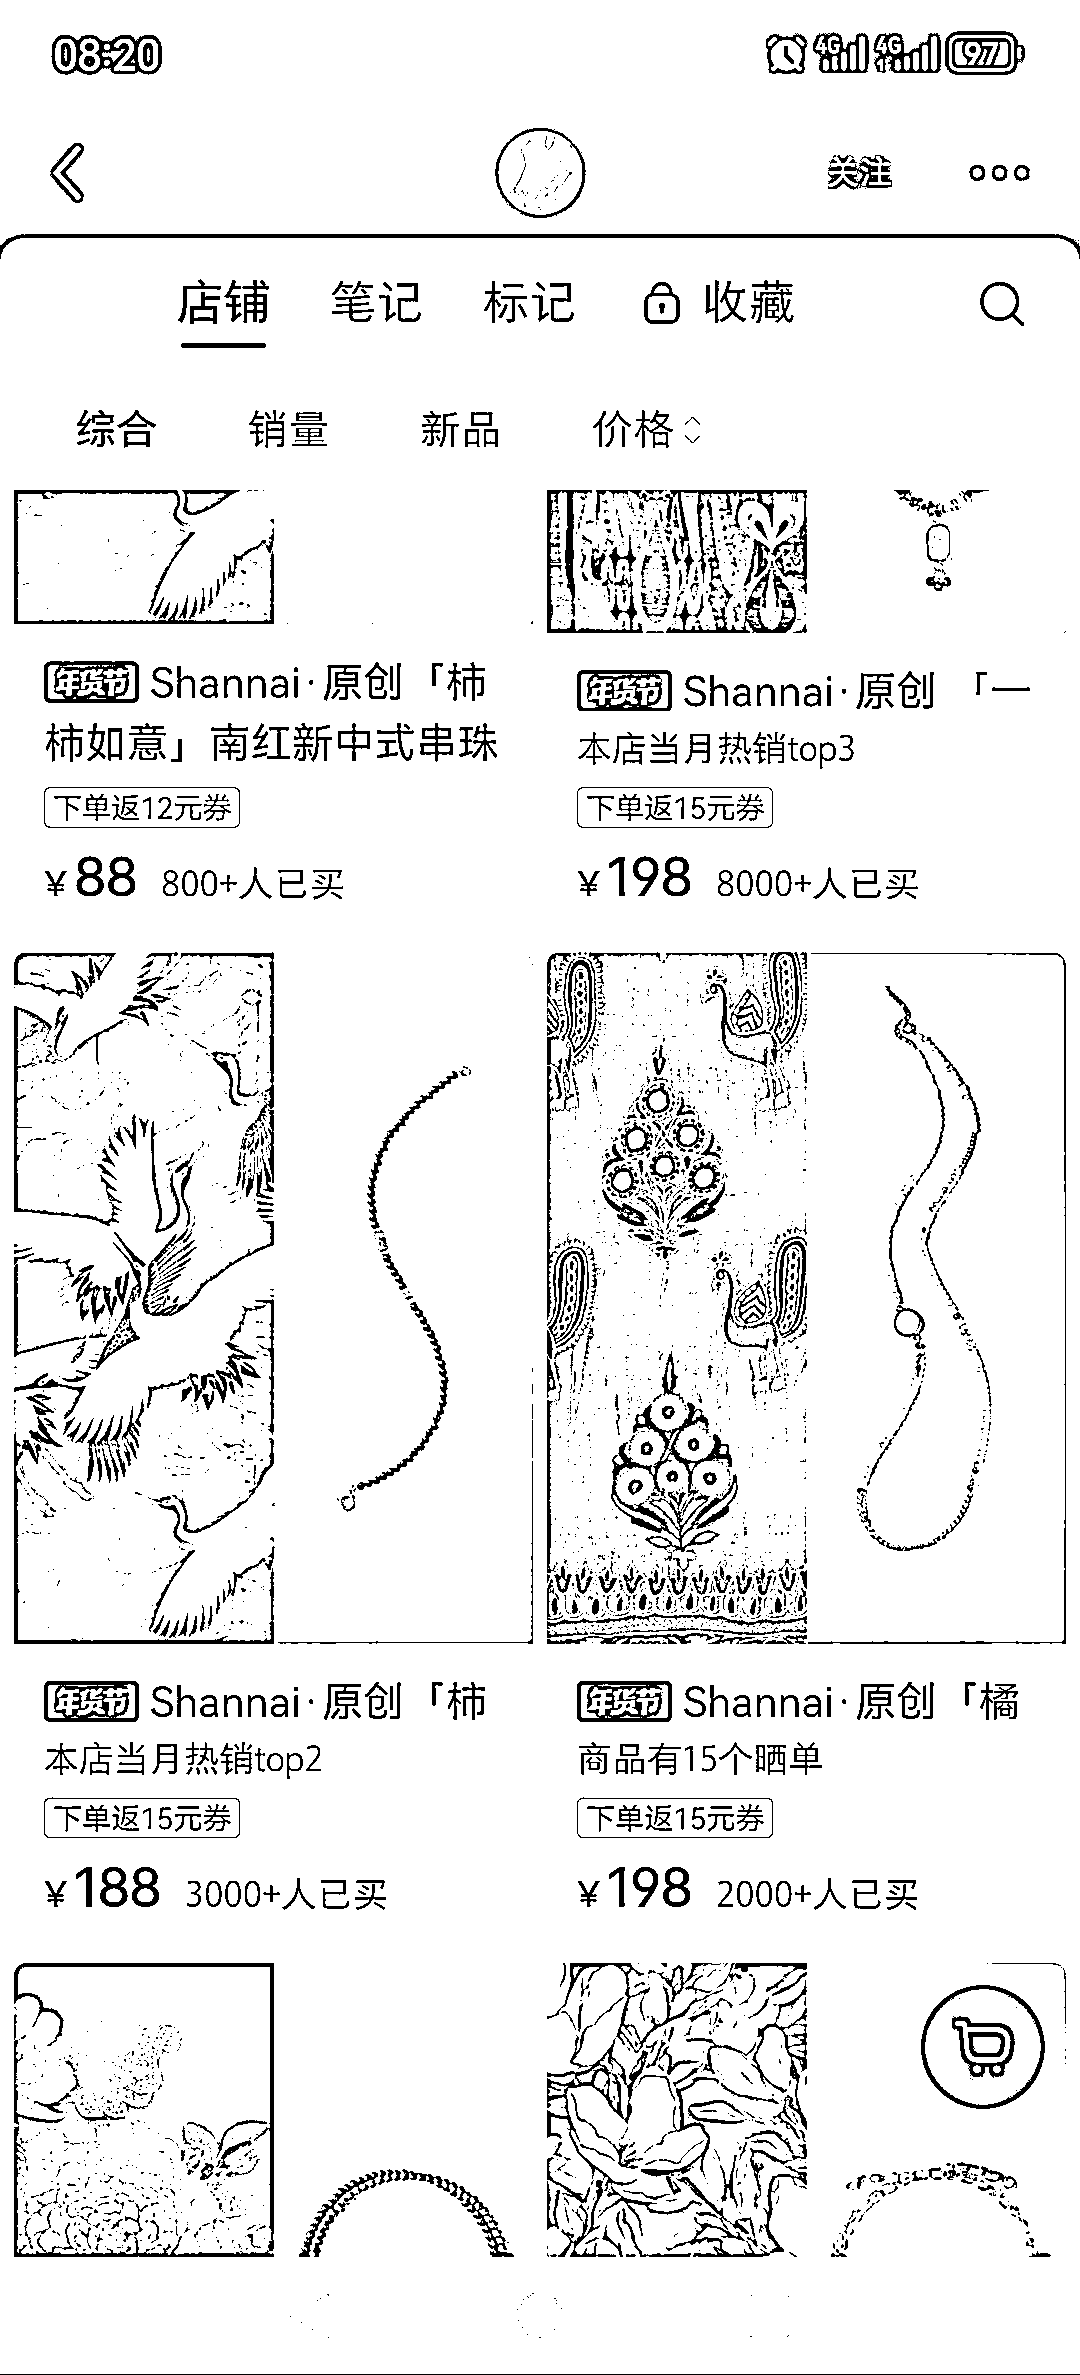 08:20
4G 4G 97
关注
店铺 笔记 标记 收藏
综合 销量 新品 价格
年货节 Shannai·原创「柿
柿如意」南红新中式串珠
下单返12元券
¥88 800+人已买
年货节 Shannai·原创 「一
本店当月热销top3
下单返15元券
¥198 8000+人已买
年货节 Shannai·原创「柿
本店当月热销top2
下单返15元券
¥188 3000+人已买
年货节 Shannai·原创「橘
商品有15个晒单
下单返15元券
¥198 2000+人已买